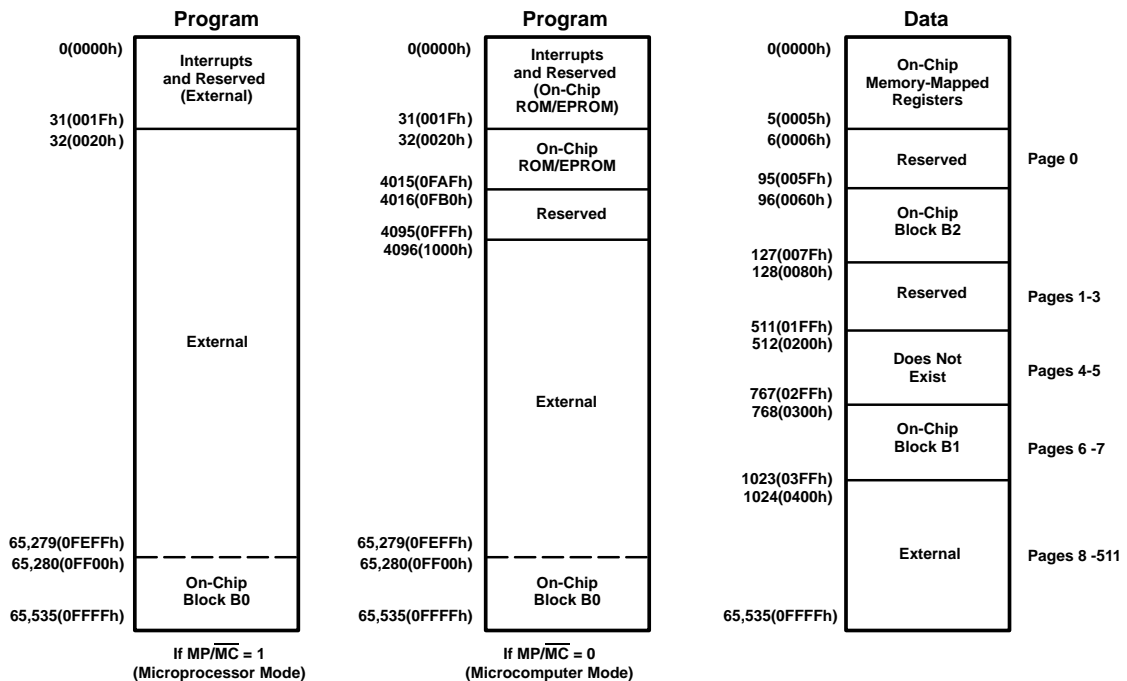 Program
0(0000h)
Interrupts
and Reserved
(External)
31(001Fh)
32(0020h)
External
65,279(0FEFFh)
65,280(0FF00h)
On-Chip
Block B0
65,535(0FFFFh)
If MP/M̅C̅ = 1
(Microprocessor Mode)
Program
0(0000h)
Interrupts
and Reserved
(On-Chip
ROM/EPROM)
31(001Fh)
32(0020h)
On-Chip
ROM/EPROM
4015(0FAFh)
4016(0FB0h)
Reserved
4095(0FFFh)
4096(1000h)
External
65,279(0FEFFh)
65,280(0FF00h)
On-Chip
Block B0
65,535(0FFFFh)
If MP/M̅C̅ = 0
(Microcomputer Mode)
Data
0(0000h)
On-Chip
Memory-Mapped
Registers
5(0005h)
6(0006h)
Reserved
Page 0
95(005Fh)
96(0060h)
On-Chip
Block B2
127(007Fh)
128(0080h)
Reserved
Pages 1-3
511(01FFh)
512(0200h)
Does Not
Exist
Pages 4-5
767(02FFh)
768(0300h)
On-Chip
Block B1
Pages 6 -7
1023(03FFh)
1024(0400h)
External
Pages 8 -511
65,535(0FFFFh)